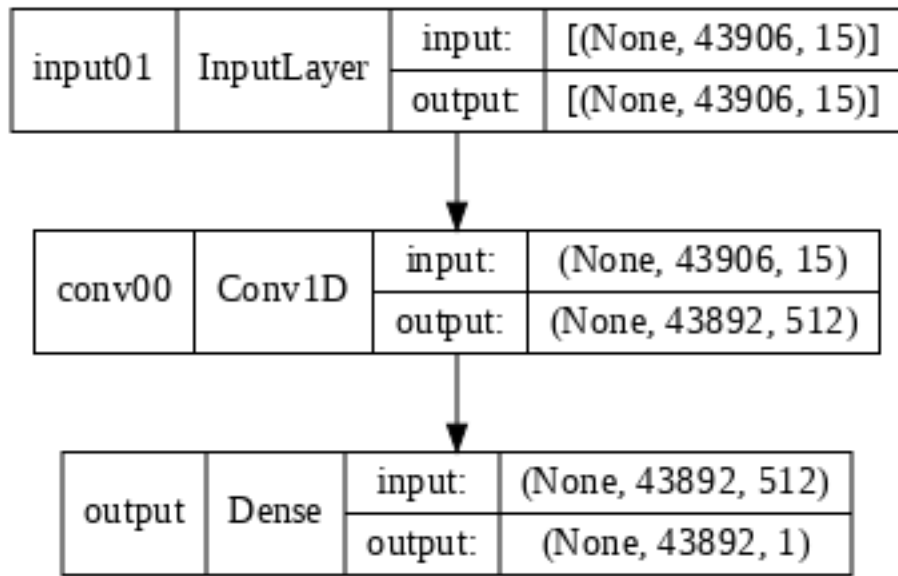 input01 InputLayer input: [(None, 43906, 15)]
output: [(None, 43906, 15)]
conv00 Conv1D input: (None, 43906, 15)
output: (None, 43892, 512)
output Dense input: (None, 43892, 512)
output: (None, 43892, 1)